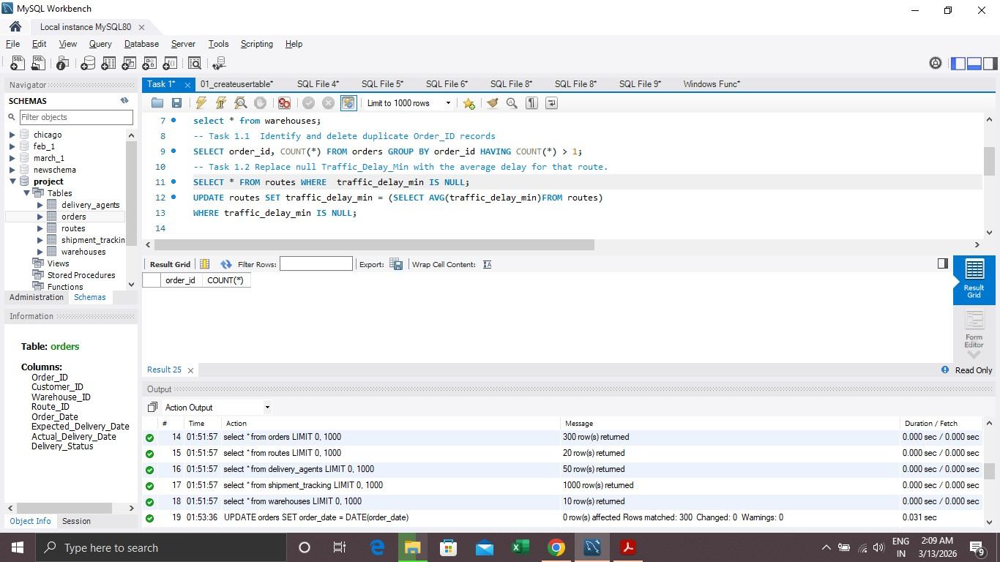 MySQL Workbench
Local instance MySQL80
File Edit View Query Database Server Tools Scripting Help
Navigator
SCHEMAS
Filter objects
chicago
feb_1
march_1
newschema
project
Tables
delivery_agents
orders
routes
shipment_trackin
warehouses
Views
Stored Procedures
Functions
Administration Schemas
Information
Table: orders
Columns:
Order_ID
Customer_ID
Warehouse_ID
Route_ID
Order_Date
Expected_Delivery_Date
Actual_Delivery_Date
Delivery_Status
Object Info Session
Task 1* 01_createusertable* SQL File 4* SQL File 5* SQL File 6* SQL File 8* SQL File 8* SQL File 9* Windows Func*
Limit to 1000 rows
7 select * from warehouses;
8 -- Task 1.1  Identify and delete duplicate Order_ID records
9 SELECT order_id, COUNT(*) FROM orders GROUP BY order_id HAVING COUNT(*) > 1;
10 -- Task 1.2 Replace null Traffic_Delay_Min with the average delay for that route.
11 SELECT * FROM routes WHERE  traffic_delay_min IS NULL;
12 UPDATE routes SET traffic_delay_min = (SELECT AVG(traffic_delay_min)FROM routes)
13 WHERE traffic_delay_min IS NULL;
14
Result Grid Filter Rows: Export: Wrap Cell Content:
order_id COUNT(*)
Result Grid
Form Editor
Result 25 Read Only
Output
Action Output
# Time Action Message Duration / Fetch
14 01:51:57 select * from orders LIMIT 0, 1000 300 row(s) returned 0.000 sec / 0.000 sec
15 01:51:57 select * from routes LIMIT 0, 1000 20 row(s) returned 0.000 sec / 0.000 sec
16 01:51:57 select * from delivery_agents LIMIT 0, 1000 50 row(s) returned 0.000 sec / 0.000 sec
17 01:51:57 select * from shipment_tracking LIMIT 0, 1000 1000 row(s) returned 0.000 sec / 0.000 sec
18 01:51:57 select * from warehouses LIMIT 0, 1000 10 row(s) returned 0.000 sec / 0.000 sec
19 01:53:36 UPDATE orders SET order_date = DATE(order_date) 0 row(s) affected Rows matched: 300  Changed: 0  Warnings: 0 0.031 sec
Type here to search
ENG
IN
2:09 AM
3/13/2026
9